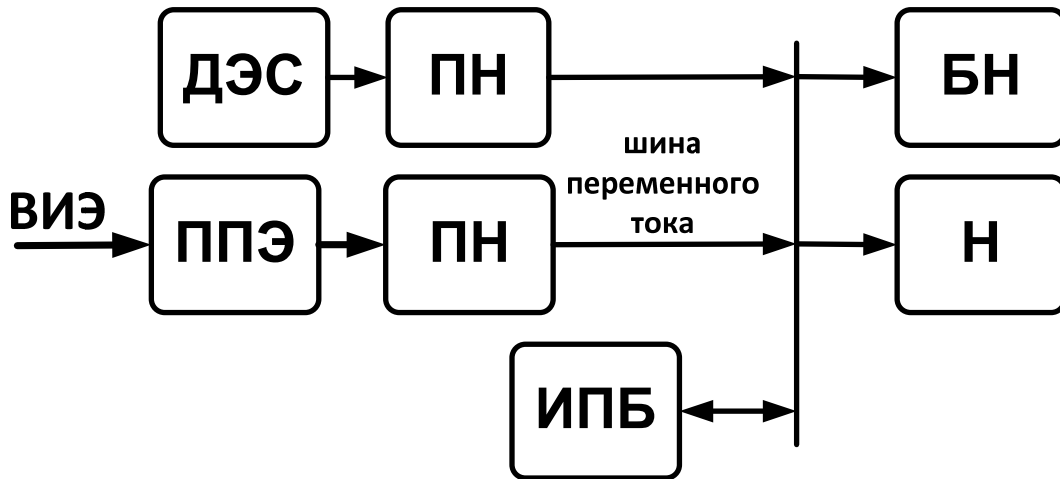 ДЭС
ПН
БН
шина
переменного
тока
ВИЭ
ППЭ
ПН
Н
ИПБ